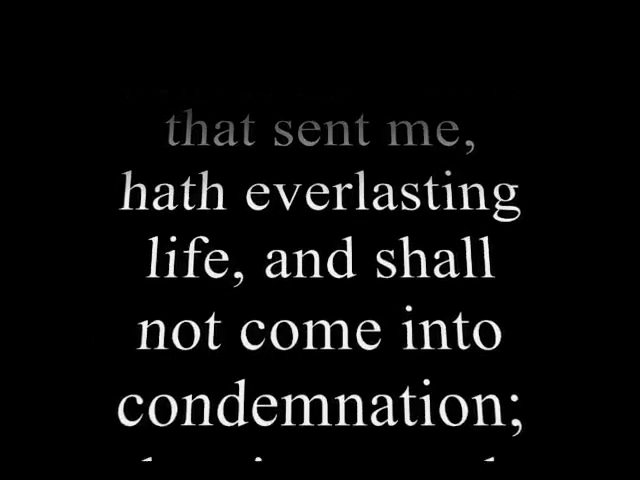 that sent me,
hath everlasting
life, and shall
not come into
condemnation;